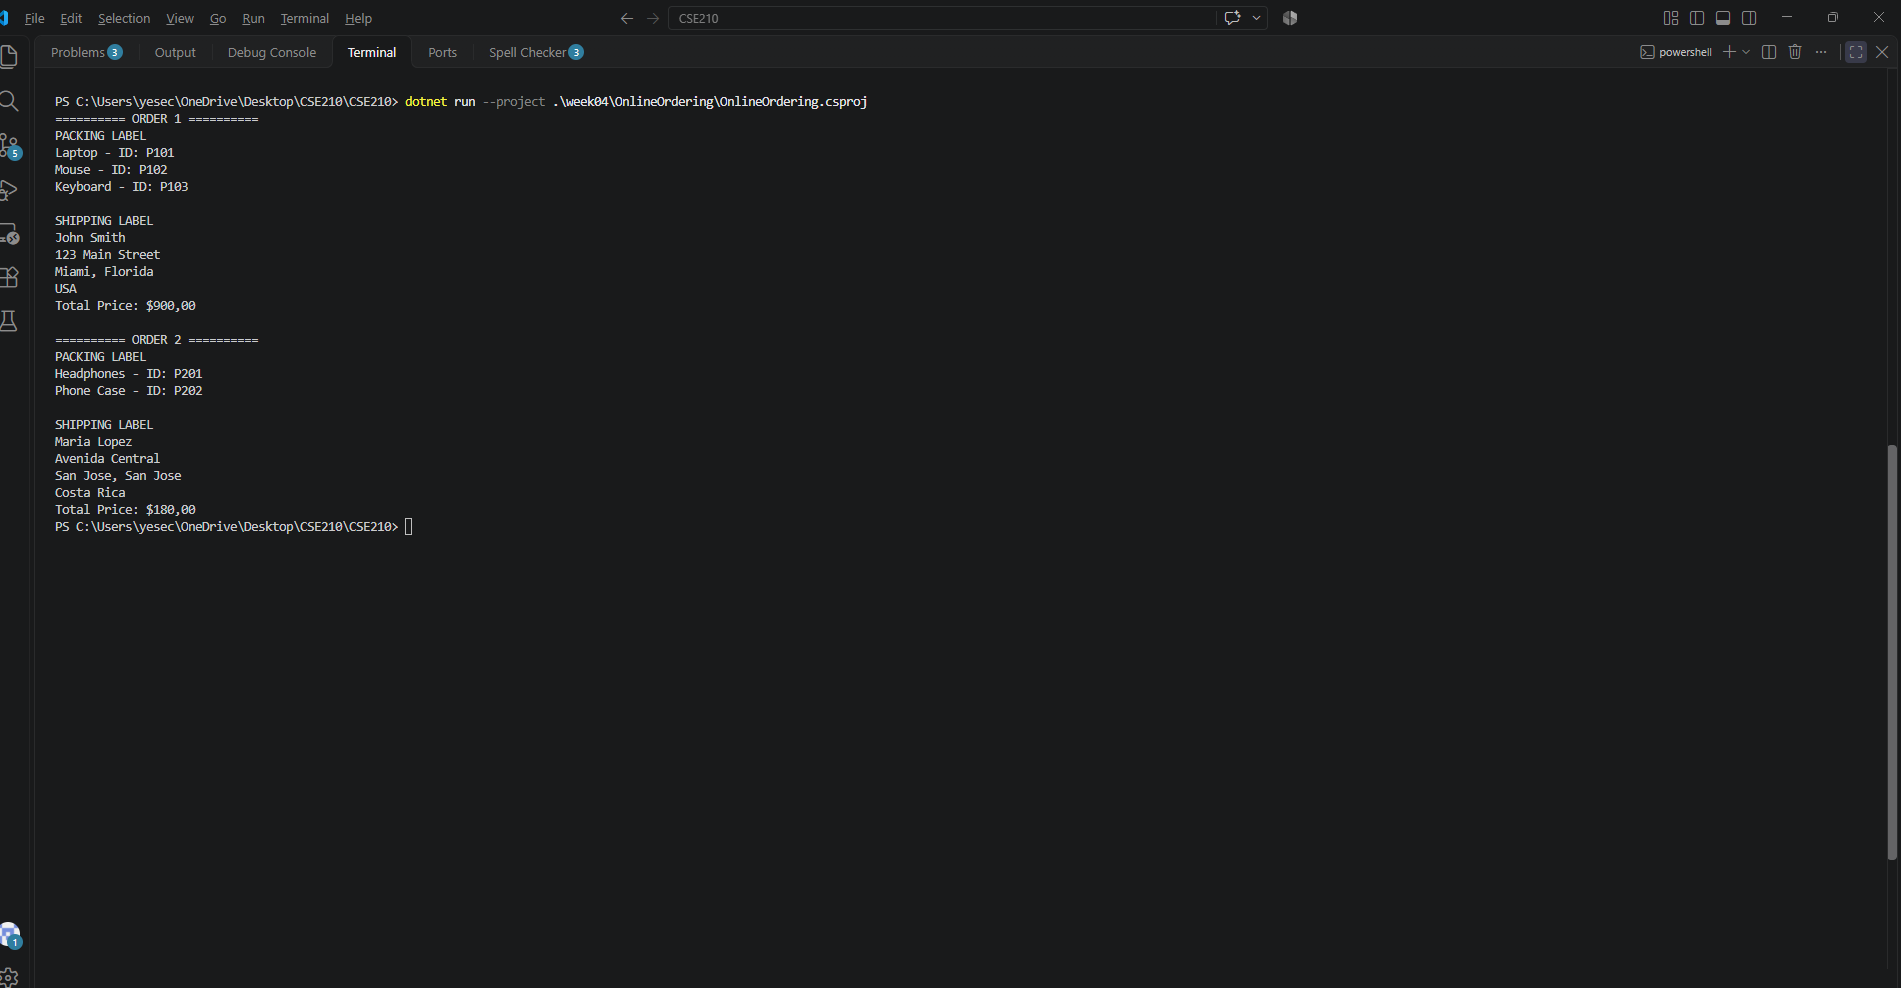 File Edit Selection View Go Run Terminal Help
CSE210
Problems 3 Output Debug Console Terminal Ports Spell Checker 3
powershell
PS C:\Users\yesec\OneDrive\Desktop\CSE210\CSE210> dotnet run --project .\week04\OnlineOrdering\OnlineOrdering.csproj
========== ORDER 1 ==========
PACKING LABEL
Laptop - ID: P101
Mouse - ID: P102
Keyboard - ID: P103
SHIPPING LABEL
John Smith
123 Main Street
Miami, Florida
USA
Total Price: $900,00
========== ORDER 2 ==========
PACKING LABEL
Headphones - ID: P201
Phone Case - ID: P202
SHIPPING LABEL
Maria Lopez
Avenida Central
San Jose, San Jose
Costa Rica
Total Price: $180,00
PS C:\Users\yesec\OneDrive\Desktop\CSE210\CSE210>
5
1